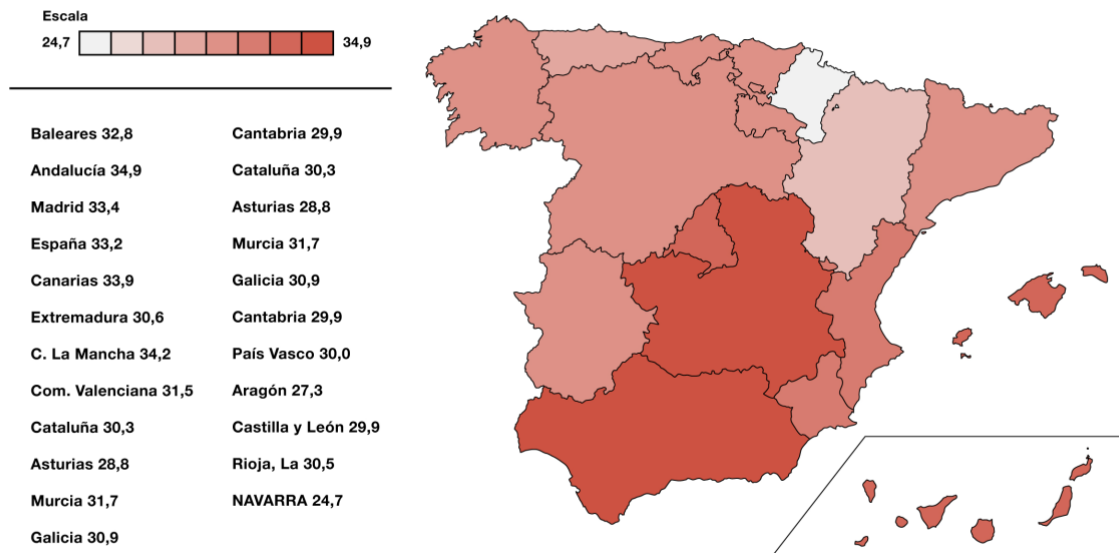 Escala
24,7 34,9
Baleares 32,8
Andalucía 34,9
Madrid 33,4
España 33,2
Canarias 33,9
Extremadura 30,6
C. La Mancha 34,2
Com. Valenciana 31,5
Cataluña 30,3
Asturias 28,8
Murcia 31,7
Galicia 30,9
Cantabria 29,9
Cataluña 30,3
Asturias 28,8
Murcia 31,7
Galicia 30,9
Cantabria 29,9
País Vasco 30,0
Aragón 27,3
Castilla y León 29,9
Rioja, La 30,5
NAVARRA 24,7